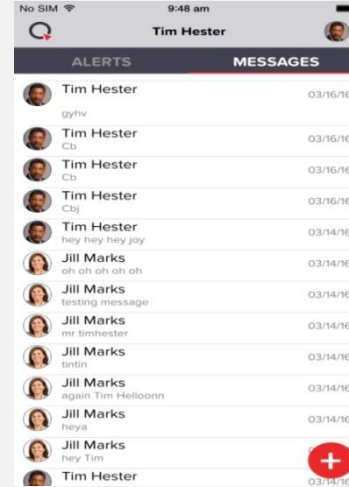 No SIM 9:48 am
Tim Hester
ALERTS MESSAGES
Tim Hester 03/16/16
gyhv
Tim Hester 03/16/16
Cb
Tim Hester 03/16/16
Cb
Tim Hester 03/16/16
Cbj
Tim Hester 03/14/16
hey hey hey joy
Jill Marks 03/14/16
oh oh oh oh oh
Jill Marks 03/14/16
testing message
Jill Marks 03/14/16
mr timhester
Jill Marks 03/14/16
tintin
Jill Marks 03/14/16
again Tim Helloonn
Jill Marks 03/14/16
heya
Jill Marks
hey Tim
Tim Hester 03/14/16